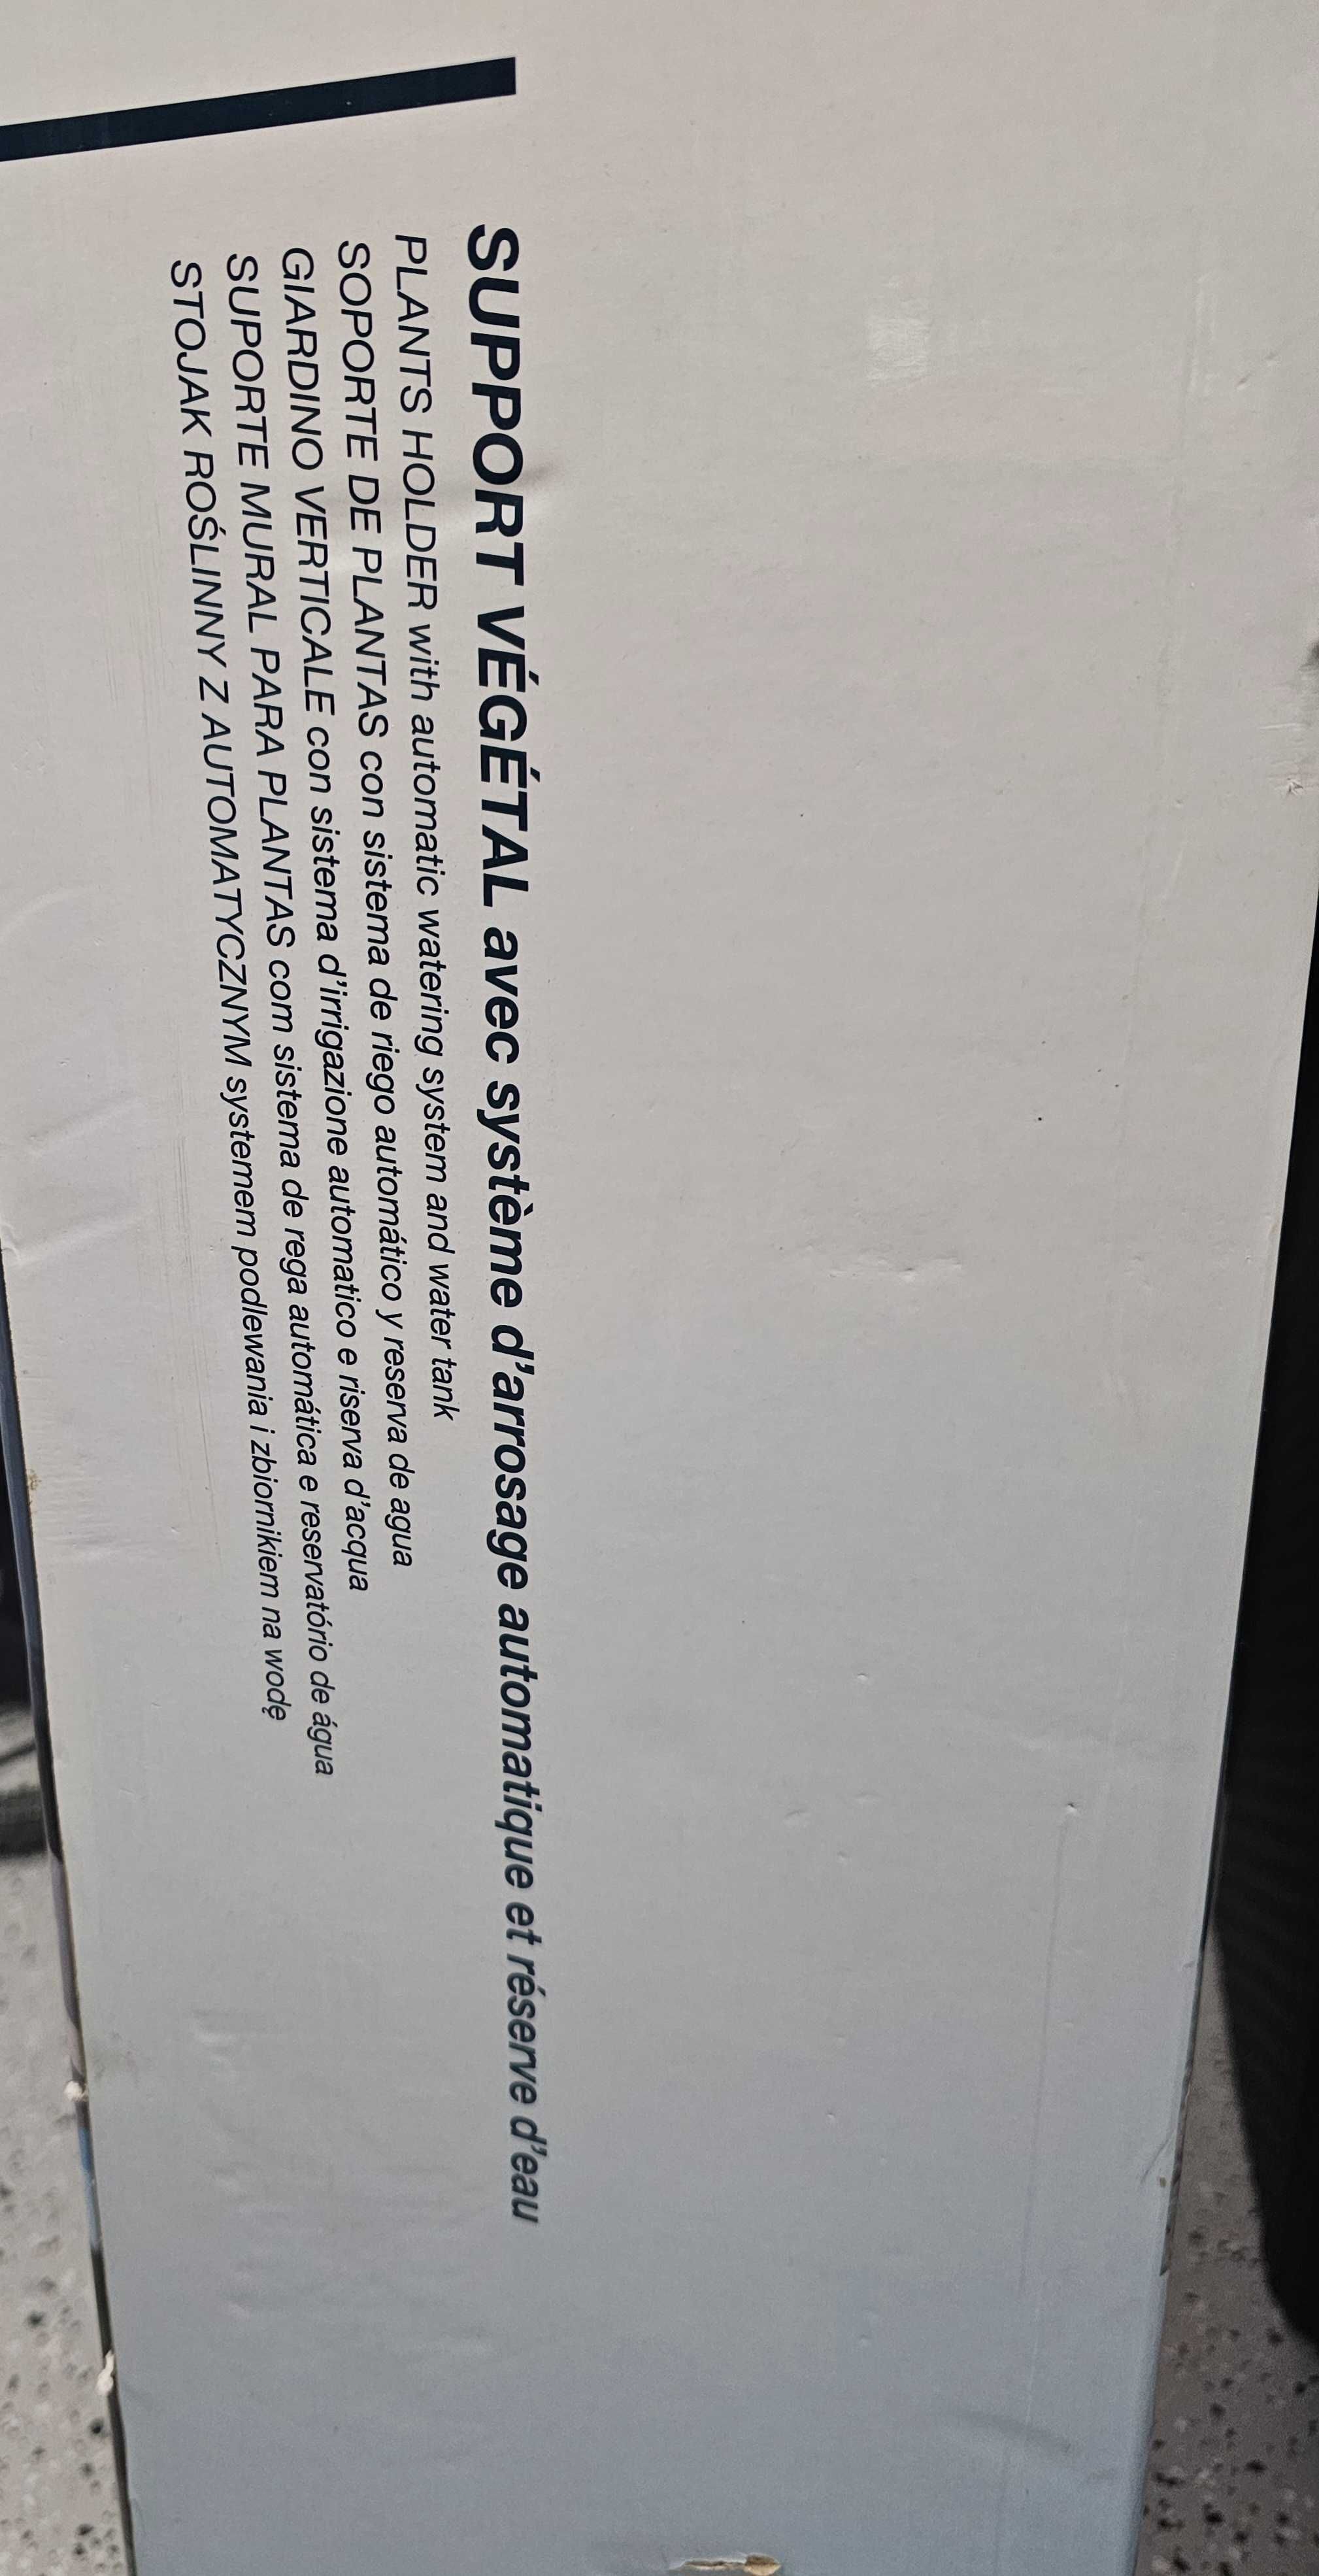 SUPPORT VÉGÉTAL avec système d'arrosage automatique et réserve d'eau
PLANTS HOLDER with automatic watering system and water tank
SOPORTE DE PLANTAS con sistema de riego automático y reserva de agua
GIARDINO VERTICALE con sistema d'irrigazione automatico e riserva d'acqua
SUPORTE MURAL PARA PLANTAS com sistema de rega automática e reservatório de água
STOJAK ROŚLINNY Z AUTOMATYCZNYM systemem podlewania i zbiornikiem na wodę